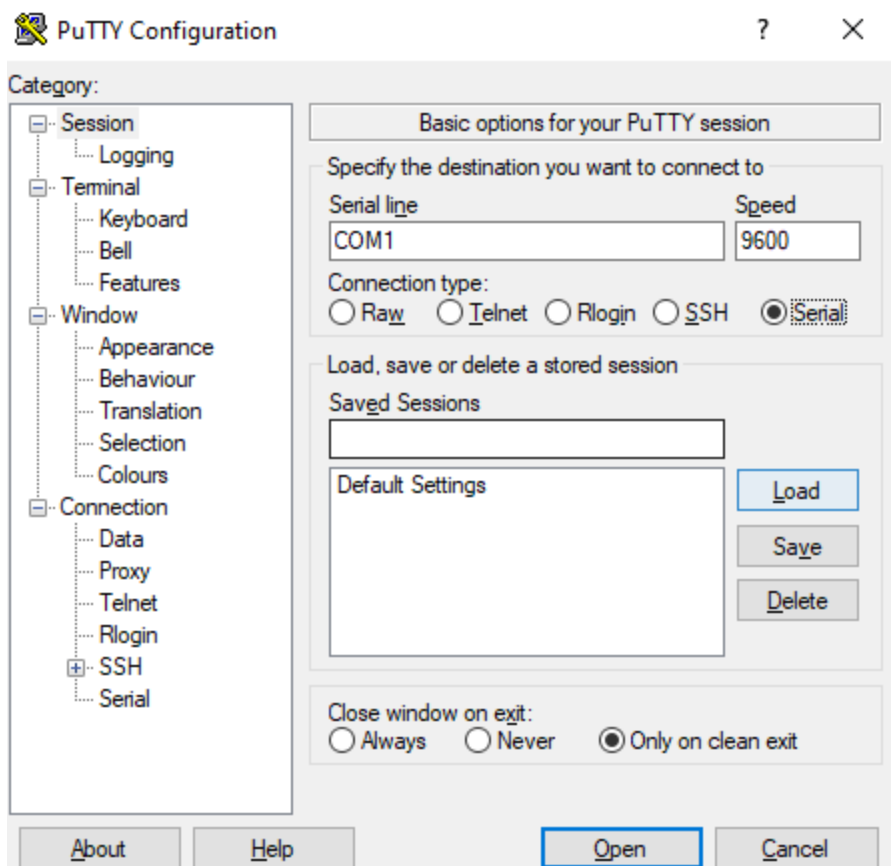 PuTTY Configuration
?
Category:
Session
Logging
Terminal
Keyboard
Bell
Features
Window
Appearance
Behaviour
Translation
Selection
Colours
Connection
Data
Proxy
Telnet
Rlogin
SSH
Serial
Basic options for your PuTTY session
Specify the destination you want to connect to
Serial line Speed
COM1 9600
Connection type:
Raw Telnet Rlogin SSH Serial
Load, save or delete a stored session
Saved Sessions
Default Settings
Load
Save
Delete
Close window on exit:
Always Never Only on clean exit
About Help Open Cancel